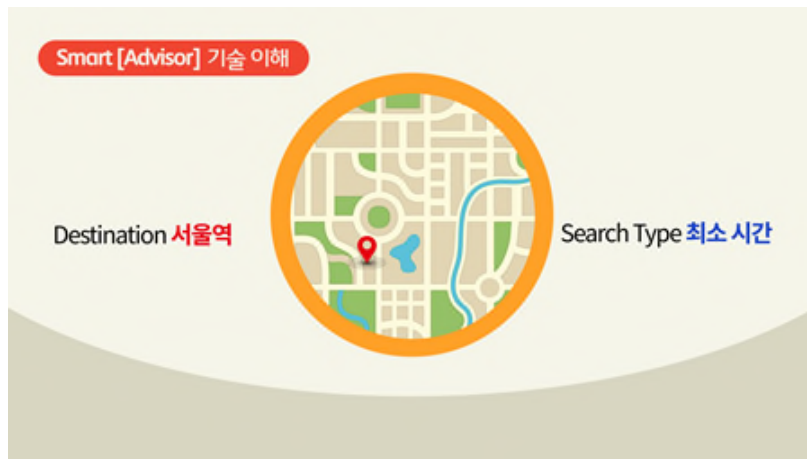 Smart [Advisor] 기술 이해
Destination 서울역
Search Type 최소 시간